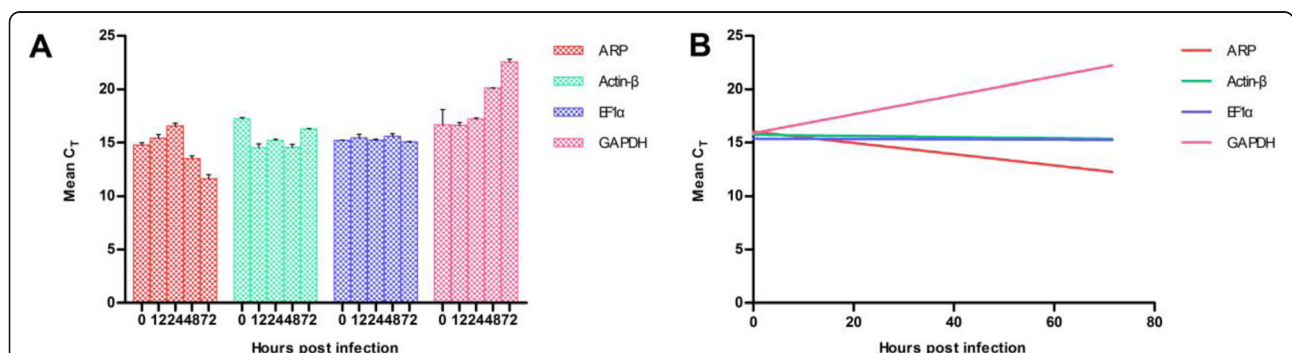 A
Mean CT
25
20
15
10
5
0
0 12244872 0 12244872 0 12244872 0 12244872
Hours post infection
ARP
Actin-β
EF1α
GAPDH
B
Mean CT
25
20
15
10
5
0
0 20 40 60 80
Hours post infection
ARP
Actin-β
EF1α
GAPDH